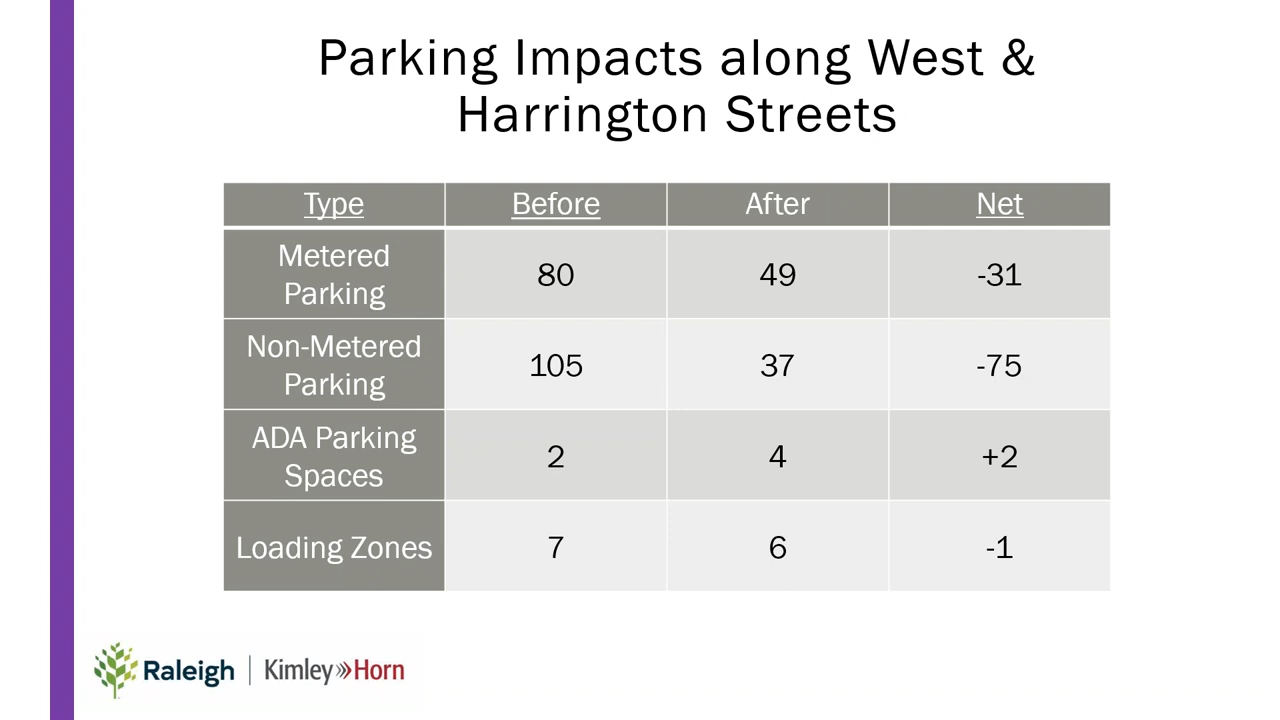 Parking Impacts along West &
Harrington Streets
Type Before After Net
Metered
Parking
80 49 -31
Non-Metered
Parking
105 37 -75
ADA Parking
Spaces
2 4 +2
Loading Zones 7 6 -1
Raleigh Kimley»Horn